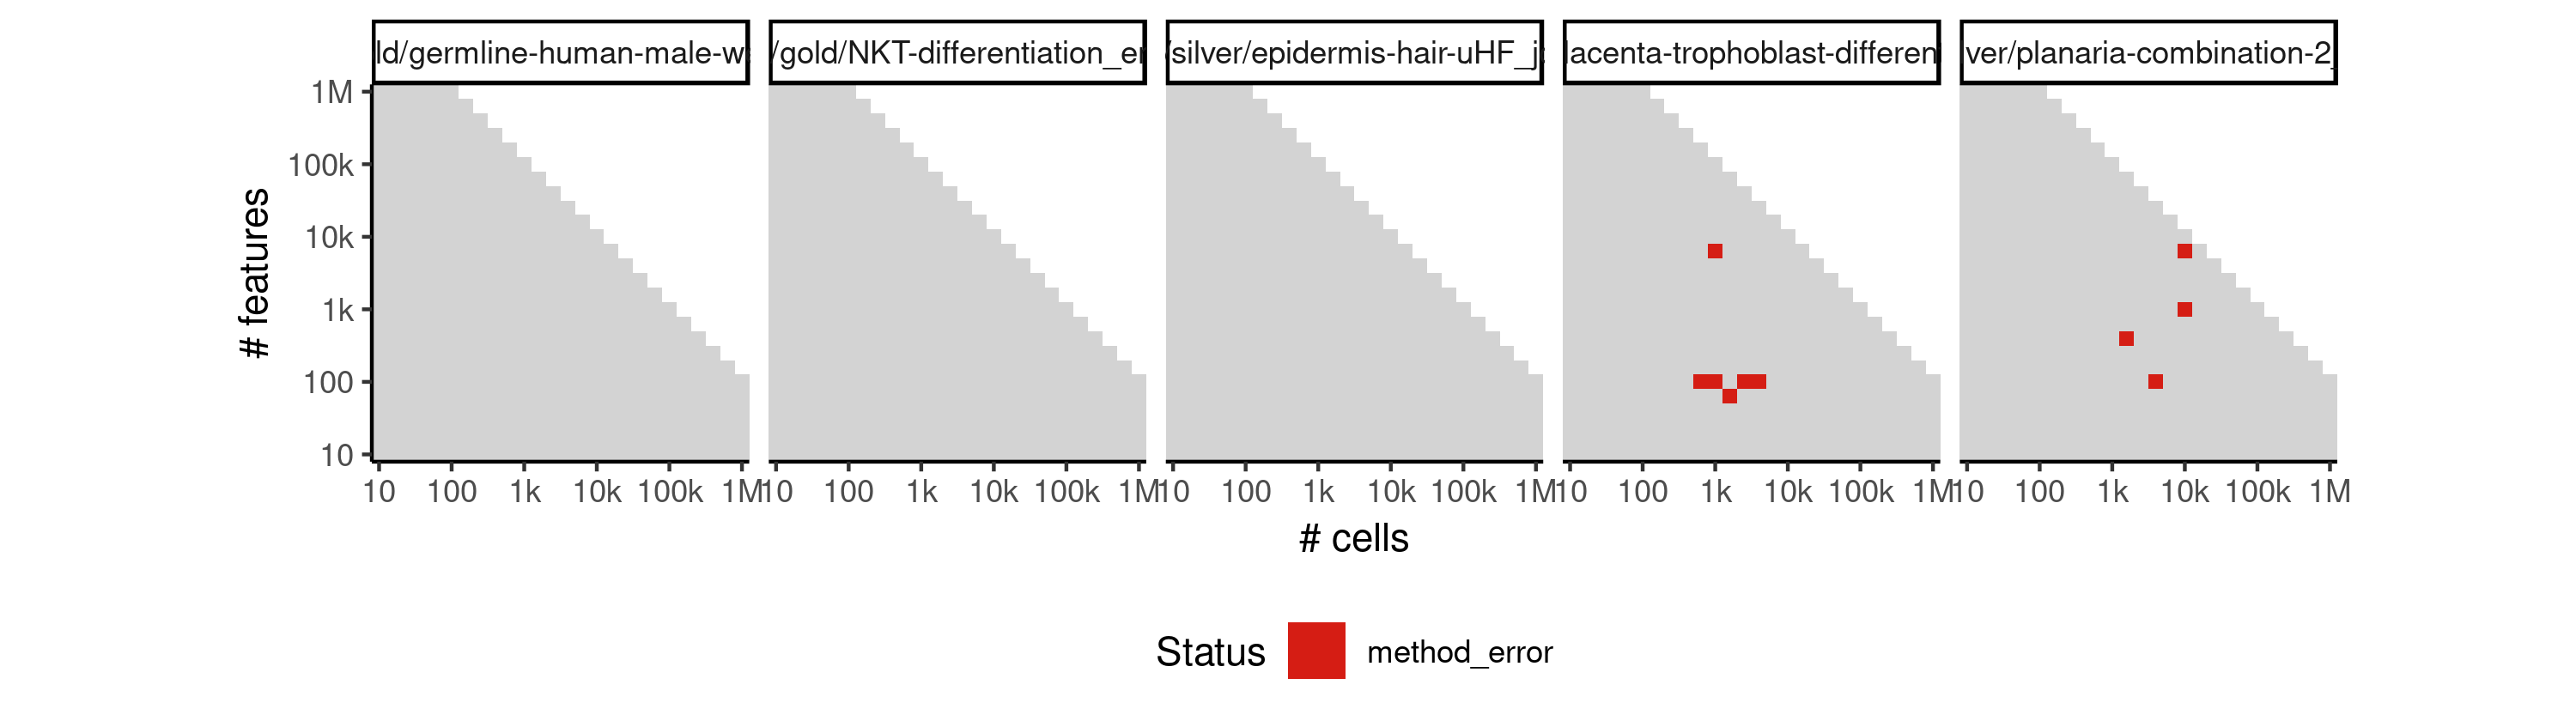 ld/germline-human-male-w
/gold/NKT-differentiation_e
/silver/epidermis-hair-uHF_j
lacenta-trophoblast-differen
ver/planaria-combination-2
# features
1M
100k
10k
1k
100
10
10 100 1k 10k 100k 1M
10 100 1k 10k 100k 1M
10 100 1k 10k 100k 1M
10 100 1k 10k 100k 1M
10 100 1k 10k 100k 1M
# cells
Status method_error